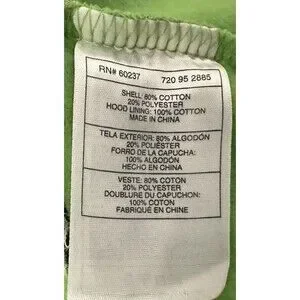 RN# 60237 720 95 2885
SHELL: 80% COTTON
20% POLYESTER
HOOD LINING: 100% COTTON
MADE IN CHINA
TELA EXTERIOR: 80% ALGODÓN
20% POLIÉSTER
FORRO DE LA CAPUCHA:
100% ALGODÓN
HECHO EN CHINA
VESTE: 80% COTON
20% POLYESTER
DOUBLURE DU CAPUCHON:
100% COTON
FABRIQUÉ EN CHINE